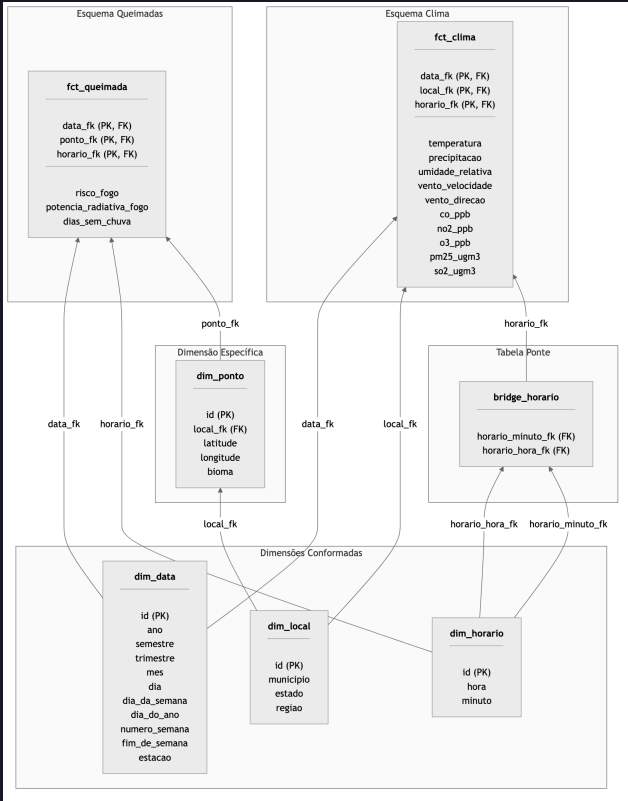 Esquema Queimadas
fct_queimada
data_fk (PK, FK)
ponto_fk (PK, FK)
horario_fk (PK, FK)
risco_fogo
potencia_radiativa_fogo
dias_sem_chuva
Esquema Clima
fct_clima
data_fk (PK, FK)
local_fk (PK, FK)
horario_fk (PK, FK)
temperatura
precipitacao
umidade_relativa
vento_velocidade
vento_direcao
co_ppb
no2_ppb
o3_ppb
pm25_ugm3
so2_ugm3
ponto_fk
horario_fk
Dimensão Específica
dim_ponto
id (PK)
local_fk (FK)
latitude
longitude
bioma
Tabela Ponte
bridge_horario
horario_minuto_fk (FK)
horario_hora_fk (FK)
data_fk
horario_fk
data_fk
local_fk
local_fk
horario_hora_fk
horario_minuto_fk
Dimensões Conformadas
dim_data
id (PK)
ano
semestre
trimestre
mes
dia
dia_da_semana
dia_do_ano
numero_semana
fim_de_semana
estacao
dim_local
id (PK)
municipio
estado
regiao
dim_horario
id (PK)
hora
minuto